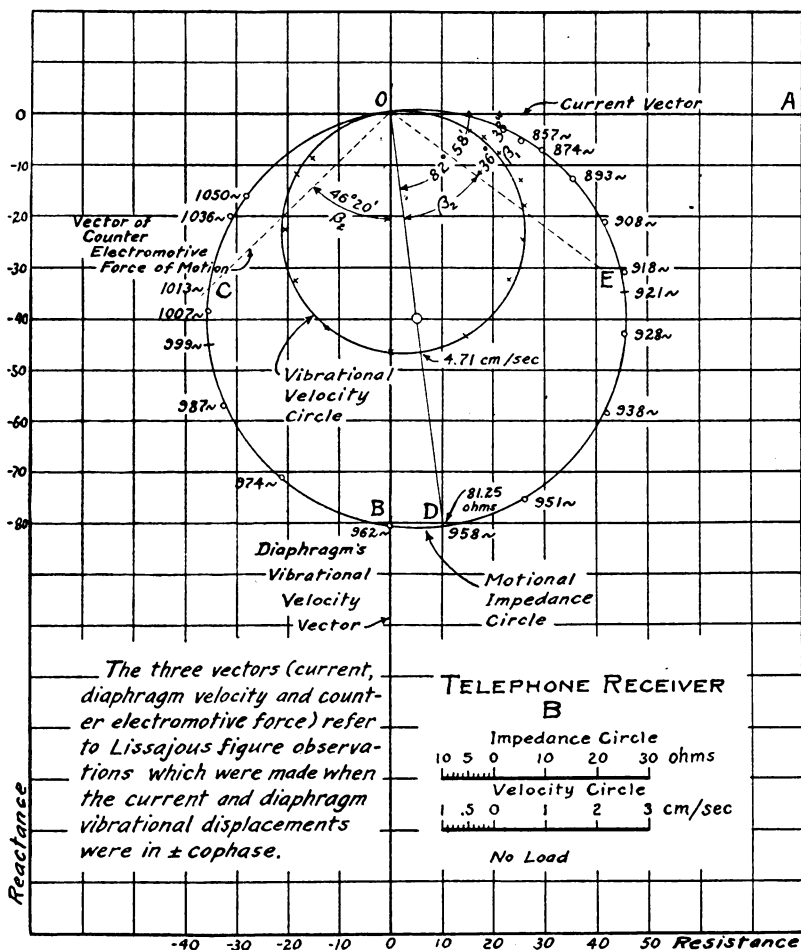 O
A
Current Vector
0
-10
-20
-30
-40
-50
-60
-70
-80
857~
874~
893~
908~
918~
921~
928~
938~
951~
958~
962~
974~
987~
999~
1007~
1013~
1036~
1050~
82° 58'
36° 38'
β₁
β₂
46°20'
β₂
Vector of
Counter
Electromotive
Force of Motion
C
E
4.71 cm/sec
Vibrational
Velocity
Circle
B
D
81.25
ohms
Diaphragm's
Vibrational
Velocity
Vector
Motional
Impedance
Circle
The three vectors (current,
diaphragm velocity and count-
er electromotive force) refer
to Lissajous figure observa-
tions which were made when
the current and diaphragm
vibrational displacements
were in ± cophase.
TELEPHONE RECEIVER
B
Impedance Circle
10 5 0 10 20 30 ohms
Velocity Circle
1 .5 0 1 2 3 cm/sec
No Load
Reactance
-40 -30 -20 -10 0 10 20 30 40 50 Resistance